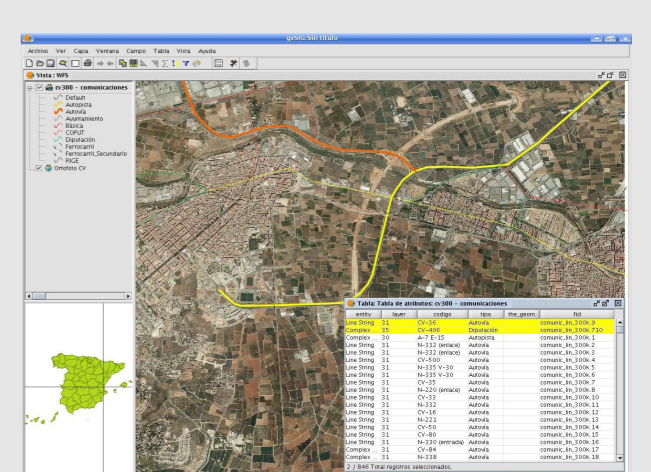 gvSIG: Sin título
Archivo Ver Capa Ventana Campo Tabla Vista Ayuda
Vista : WFS
cv300 - comunicaciones
Default
Autopista
Autovía
Ayuntamiento
Básica
COPUT
Diputación
Ferrocarril
Ferrocarril_Secundario
RIGE
Ortofoto CV
Tabla: Tabla de atributos: cv300 - comunicaciones
entity layer codigo tipo the_geom fid
Line String 31 CV-36 Autovía comunic_lin_300k.9
Complex ... 35 CV-406 Diputación comunic_lin_300k.710
Complex ... 30 A-7 E-15 Autopista comunic_lin_300k.1
Line String 31 N-332 (enlace) Autovía comunic_lin_300k.2
Line String 31 N-332 (enlace) Autovía comunic_lin_300k.3
Line String 31 CV-500 Autovía comunic_lin_300k.4
Line String 31 N-335 V-30 Autovía comunic_lin_300k.5
Line String 31 N-335 V-30 Autovía comunic_lin_300k.6
Line String 31 CV-35 Autovía comunic_lin_300k.7
Line String 31 N-220 (enlace) Autovía comunic_lin_300k.8
Line String 31 CV-33 Autovía comunic_lin_300k.10
Line String 31 N-332 Autovía comunic_lin_300k.11
Line String 31 CV-16 Autovía comunic_lin_300k.12
Line String 31 N-221 Autovía comunic_lin_300k.13
Line String 31 CV-50 Autovía comunic_lin_300k.14
Line String 31 CV-80 Autovía comunic_lin_300k.15
Line String 31 N-330 (entrada) Autovía comunic_lin_300k.16
Complex ... 31 CV-84 Autovía comunic_lin_300k.17
Complex ... 31 N-338 Autovía comunic_lin_300k.18
2 / 846 Total registros seleccionados.